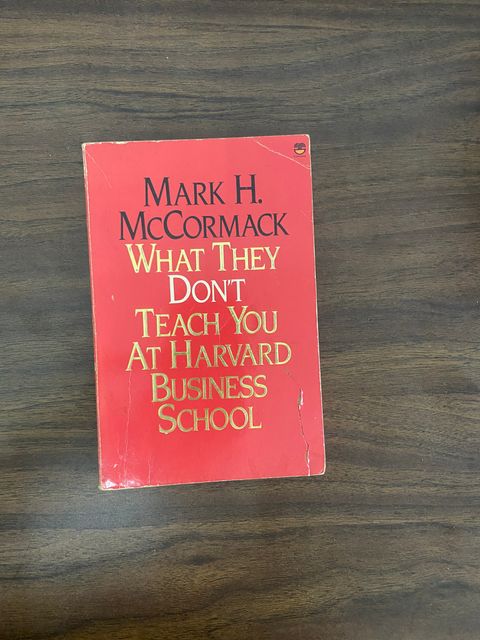 MARK H.
MCCORMACK
WHAT THEY
DON'T
TEACH YOU
AT HARVARD
BUSINESS
SCHOOL